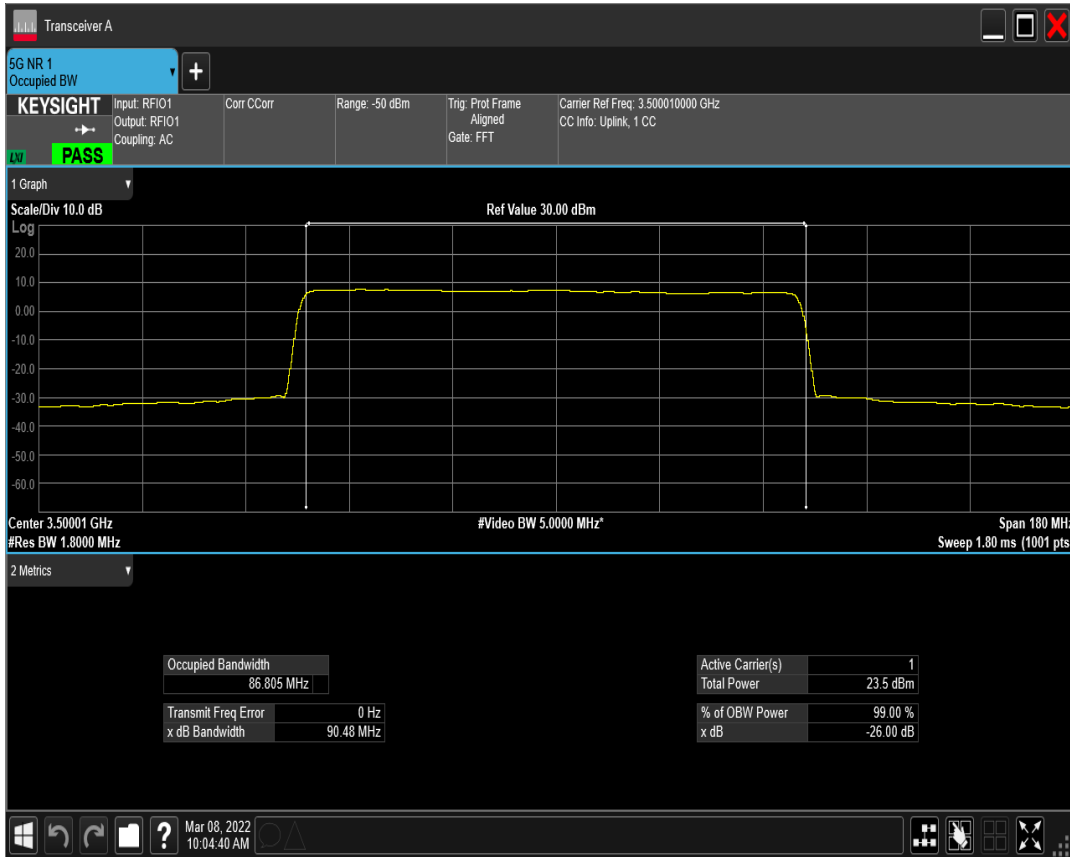 Transceiver A
5G NR 1
Occupied BW
KEYSIGHT
Input: RFIO1
Output: RFIO1
Coupling: AC
Corr CCorr
Range: -50 dBm
Trig: Prot Frame
Aligned
Gate: FFT
Carrier Ref Freq: 3.500010000 GHz
CC Info: Uplink, 1 CC
LXI
PASS
1 Graph
Scale/Div 10.0 dB
Ref Value 30.00 dBm
Log
20.0
10.0
0.00
-10.0
-20.0
-30.0
-40.0
-50.0
-60.0
Center 3.50001 GHz
#Video BW 5.0000 MHz*
Span 180 MHz
#Res BW 1.8000 MHz
Sweep 1.80 ms (1001 pts
2 Metrics
Occupied Bandwidth
86.805 MHz
Transmit Freq Error 0 Hz
x dB Bandwidth 90.48 MHz
Active Carrier(s) 1
Total Power 23.5 dBm
% of OBW Power 99.00 %
x dB -26.00 dB
?
Mar 08, 2022
10:04:40 AM